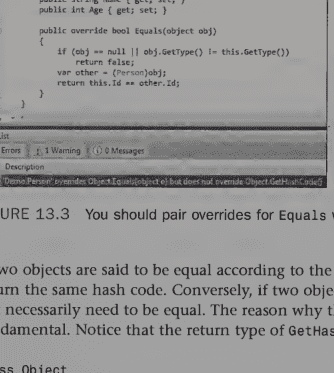 public int Age { get; set; }
public override bool Equals(object obj)
{
if (obj == null || obj.GetType() != this.GetType())
return false;
var other = (Person)obj;
return this.Id == other.Id;
}
}
List
Errors 1 Warning 0 Messages
Description
'Demo.Person' overrides Object.Equals(object o) but does not override Object.GetHashCode()
URE 13.3 You should pair overrides for Equals
wo objects are said to be equal according to the
urn the same hash code. Conversely, if two obje
necessarily need to be equal. The reason why th
damental. Notice that the return type of GetHas
ss Object